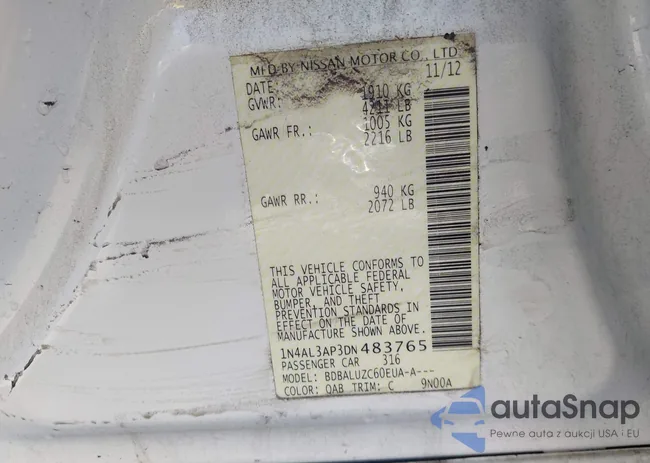 MFD BY NISSAN MOTOR CO., LTD
DATE: 11/12
GVWR: 1910 KG
4211 LB
GAWR FR.: 1005 KG
2216 LB
GAWR RR.: 940 KG
2072 LB
THIS VEHICLE CONFORMS TO
ALL APPLICABLE FEDERAL
MOTOR VEHICLE SAFETY,
BUMPER, AND THEFT
PREVENTION STANDARDS IN
EFFECT ON THE DATE OF
MANUFACTURE SHOWN ABOVE.
1N4AL3AP3DN483765
PASSENGER CAR 316
MODEL: BDBALUZC60EUA-A---
COLOR: QAB TRIM: C 9N00A
autaSnap
Pewne auta z aukcji USA i EU